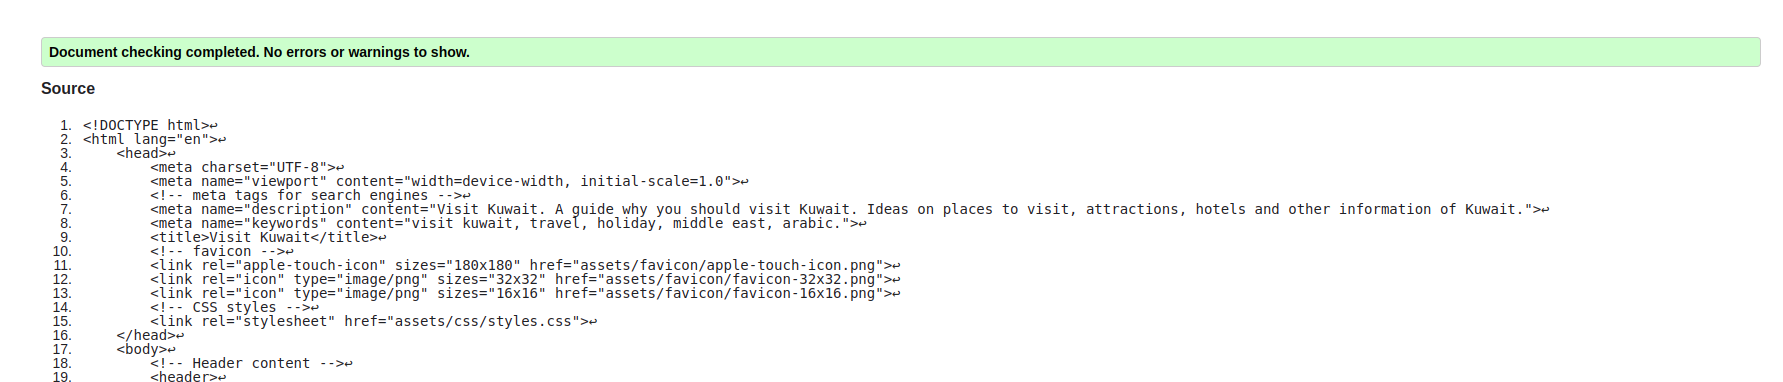 Document checking completed. No errors or warnings to show.
Source
1. <!DOCTYPE html>↩
2. <html lang="en">↩
3.     <head>↩
4.         <meta charset="UTF-8">↩
5.         <meta name="viewport" content="width=device-width, initial-scale=1.0">↩
6.         <!-- meta tags for search engines -->↩
7.         <meta name="description" content="Visit Kuwait. A guide why you should visit Kuwait. Ideas on places to visit, attractions, hotels and other information of Kuwait.">↩
8.         <meta name="keywords" content="visit kuwait, travel, holiday, middle east, arabic.">↩
9.         <title>Visit Kuwait</title>↩
10.         <!-- favicon -->↩
11.         <link rel="apple-touch-icon" sizes="180x180" href="assets/favicon/apple-touch-icon.png">↩
12.         <link rel="icon" type="image/png" sizes="32x32" href="assets/favicon/favicon-32x32.png">↩
13.         <link rel="icon" type="image/png" sizes="16x16" href="assets/favicon/favicon-16x16.png">↩
14.         <!-- CSS styles -->↩
15.         <link rel="stylesheet" href="assets/css/styles.css">↩
16.     </head>↩
17.     <body>↩
18.         <!-- Header content -->↩
19.         <header>↩